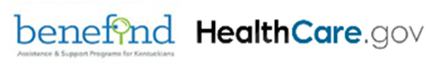 benefind
Assistance & Support Programs for Kentuckians
HealthCare.gov